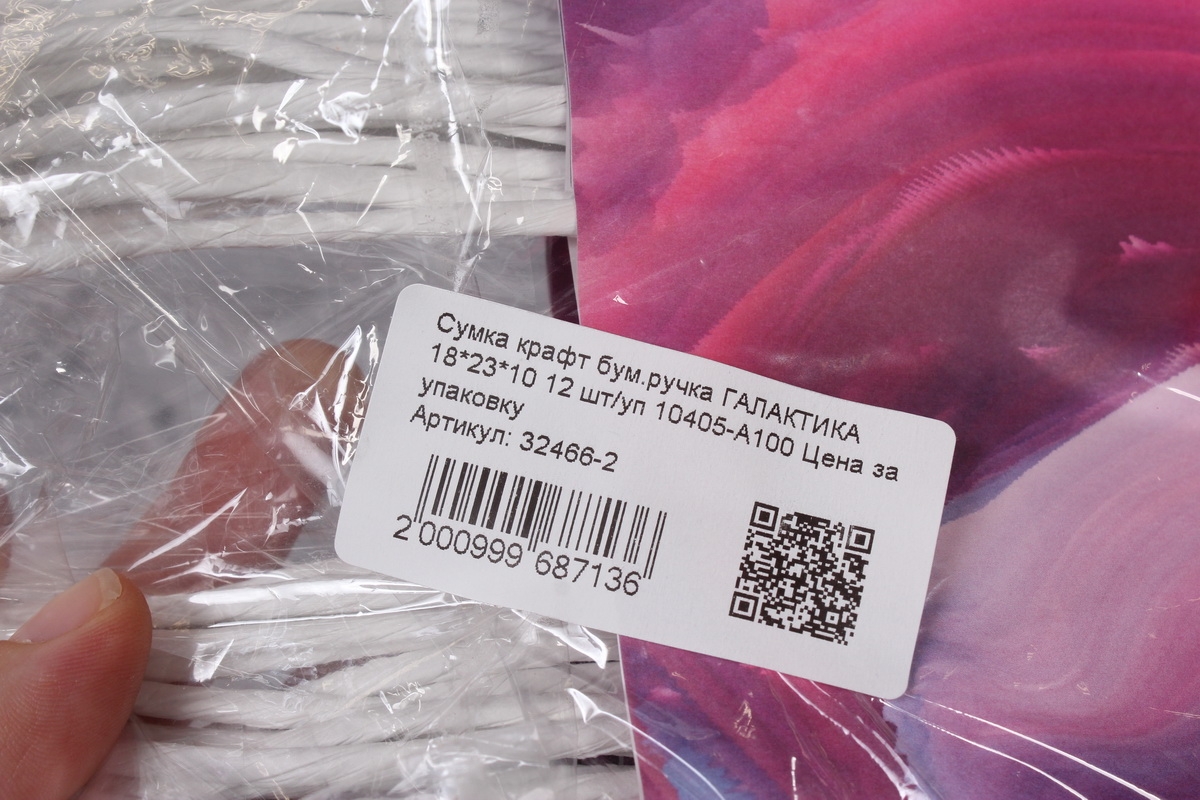 Сумка крафт бум.ручка ГАЛАКТИКА
18*23*10 12 шт/уп 10405-A100 Цена за
упаковку
Артикул: 32466-2
2 000999 687136